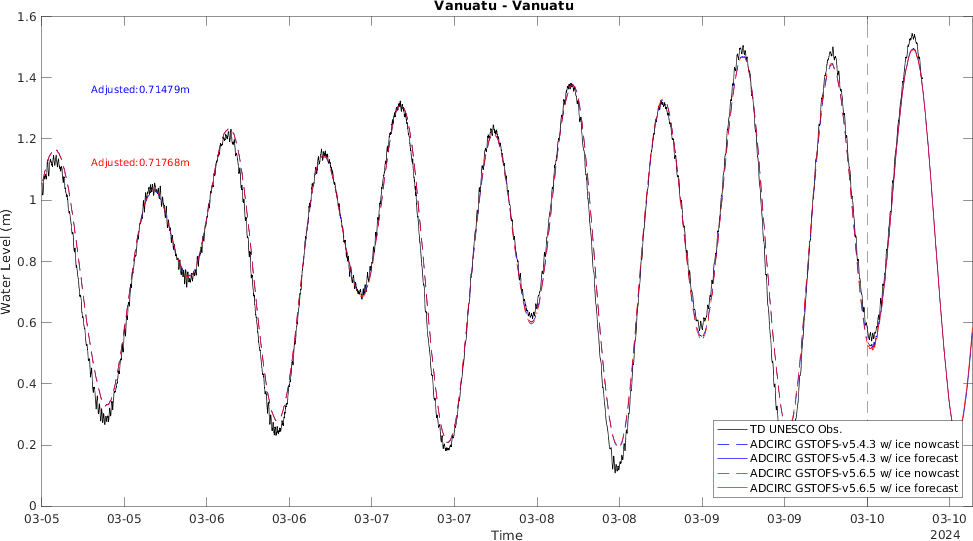 Vanuatu - Vanuatu
1.6
1.4
1.2
1
0.8
0.6
0.4
0.2
0
Water Level (m)
Adjusted:0.71479m
Adjusted:0.71768m
TD UNESCO Obs.
ADCIRC GSTOFS-v5.4.3 w/ ice nowcast
ADCIRC GSTOFS-v5.4.3 w/ ice forecast
ADCIRC GSTOFS-v5.6.5 w/ ice nowcast
ADCIRC GSTOFS-v5.6.5 w/ ice forecast
03-05 03-05 03-06 03-06 03-07 03-07 03-08 03-08 03-09 03-09 03-10 03-10
2024
Time